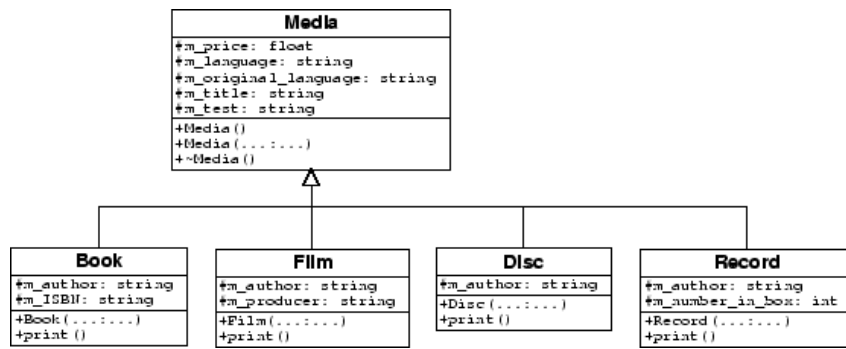 Media
#m_price: float
#m_language: string
#m_original_language: string
#m_title: string
#m_test: string
+Media()
+Media(...:...)
+~Media()
Book
#m_author: string
#m_ISBN: string
+Book(...:...)
+print()
Film
#m_author: string
#m_producer: string
+Film(...:...)
+print()
Disc
#m_author: string
+Disc(...:...)
+print()
Record
#m_author: string
#m_number_in_box: int
+Record(...:...)
+print()